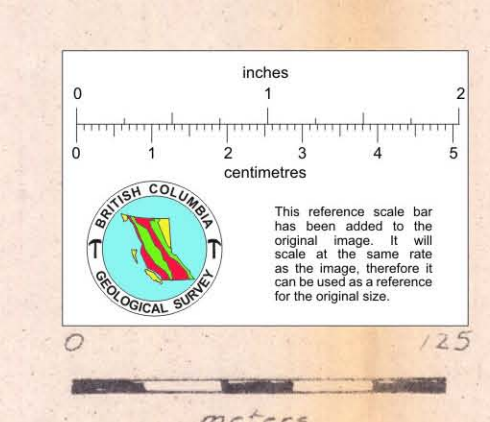 inches
0 1 2
0 1 2 3 4 5
centimetres
BRITISH COLUMBIA
GEOLOGICAL SURVEY
This reference scale bar
has been added to the
original image. It will
scale at the same rate
as the image, therefore it
can be used as a reference
for the original size.
0 125
meters